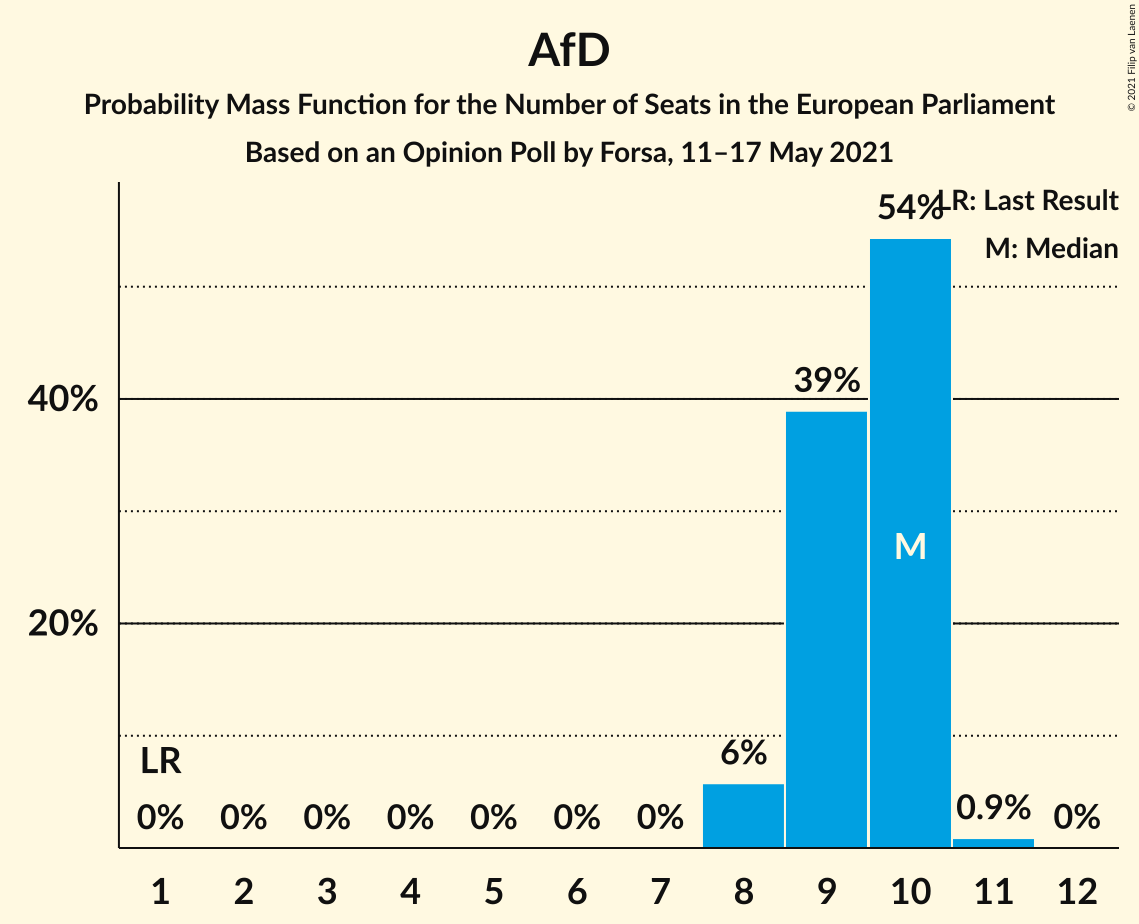 AfD
Probability Mass Function for the Number of Seats in the European Parliament
Based on an Opinion Poll by Forsa, 11–17 May 2021
© 2021 Filip van Laenen
LR: Last Result
M: Median
54%
39%
40%
M
20%
LR
6%
0% 0% 0% 0% 0% 0% 0% 0.9% 0%
1 2 3 4 5 6 7 8 9 10 11 12